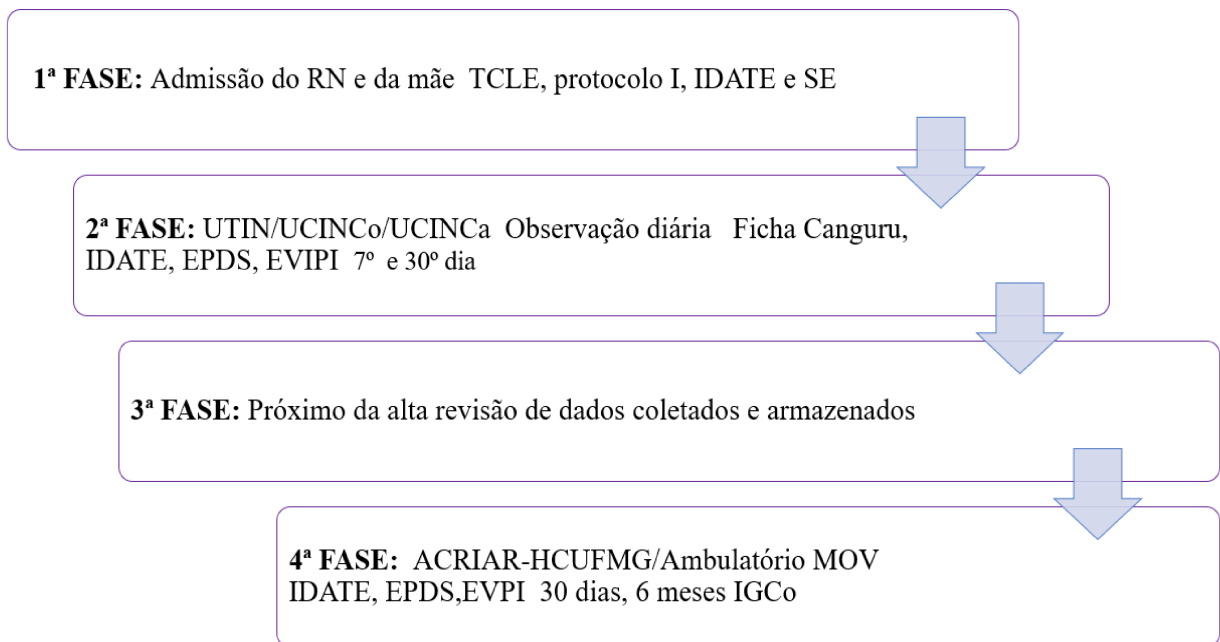 1ª FASE: Admissão do RN e da mãe TCLE, protocolo I, IDATE e SE
2ª FASE: UTIN/UCINCo/UCINCa Observação diária Ficha Canguru,
IDATE, EPDS, EVIPI 7º e 30º dia
3ª FASE: Próximo da alta revisão de dados coletados e armazenados
4ª FASE: ACRIAR-HCUFMG/Ambulatório MOV
IDATE, EPDS,EVPI 30 dias, 6 meses IGCo